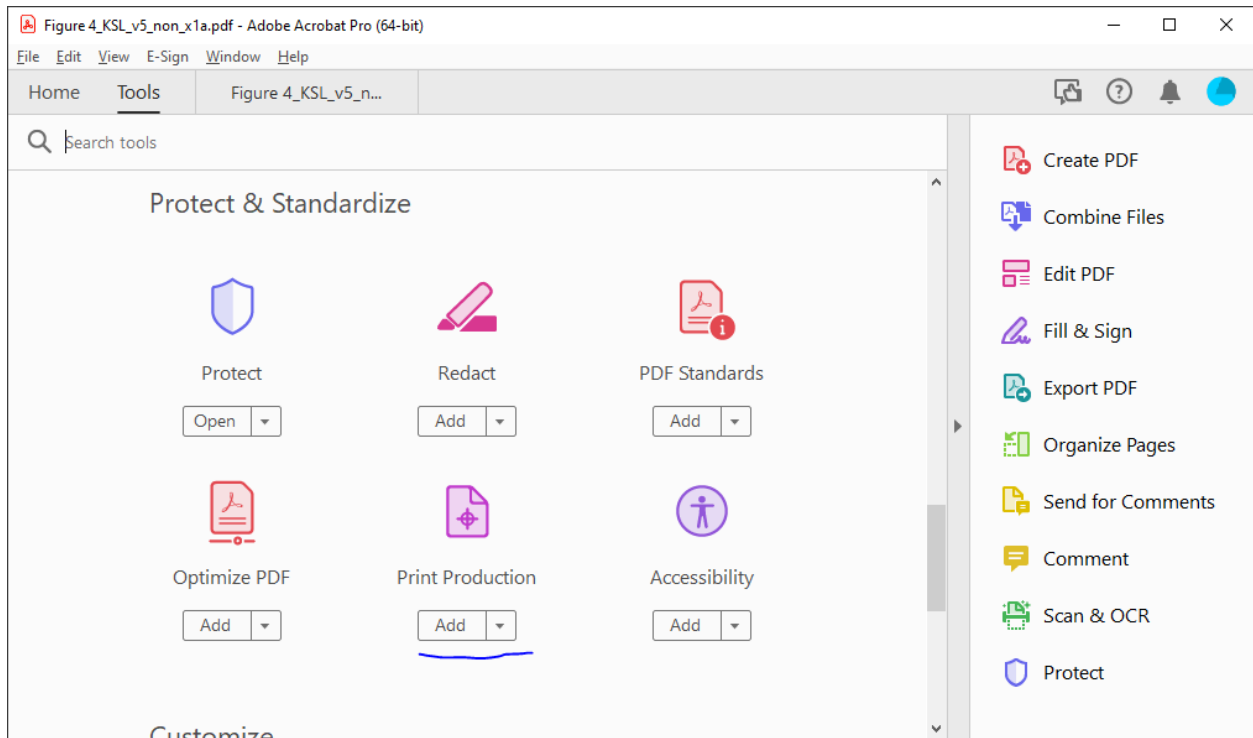 Figure 4_KSL_v5_non_x1a.pdf - Adobe Acrobat Pro (64-bit)
File Edit View E-Sign Window Help
Home Tools Figure 4_KSL_v5_n...
Search tools
Protect & Standardize
Protect Redact PDF Standards
Open Add Add
Optimize PDF Print Production Accessibility
Add Add Add
Customize
Create PDF
Combine Files
Edit PDF
Fill & Sign
Export PDF
Organize Pages
Send for Comments
Comment
Scan & OCR
Protect